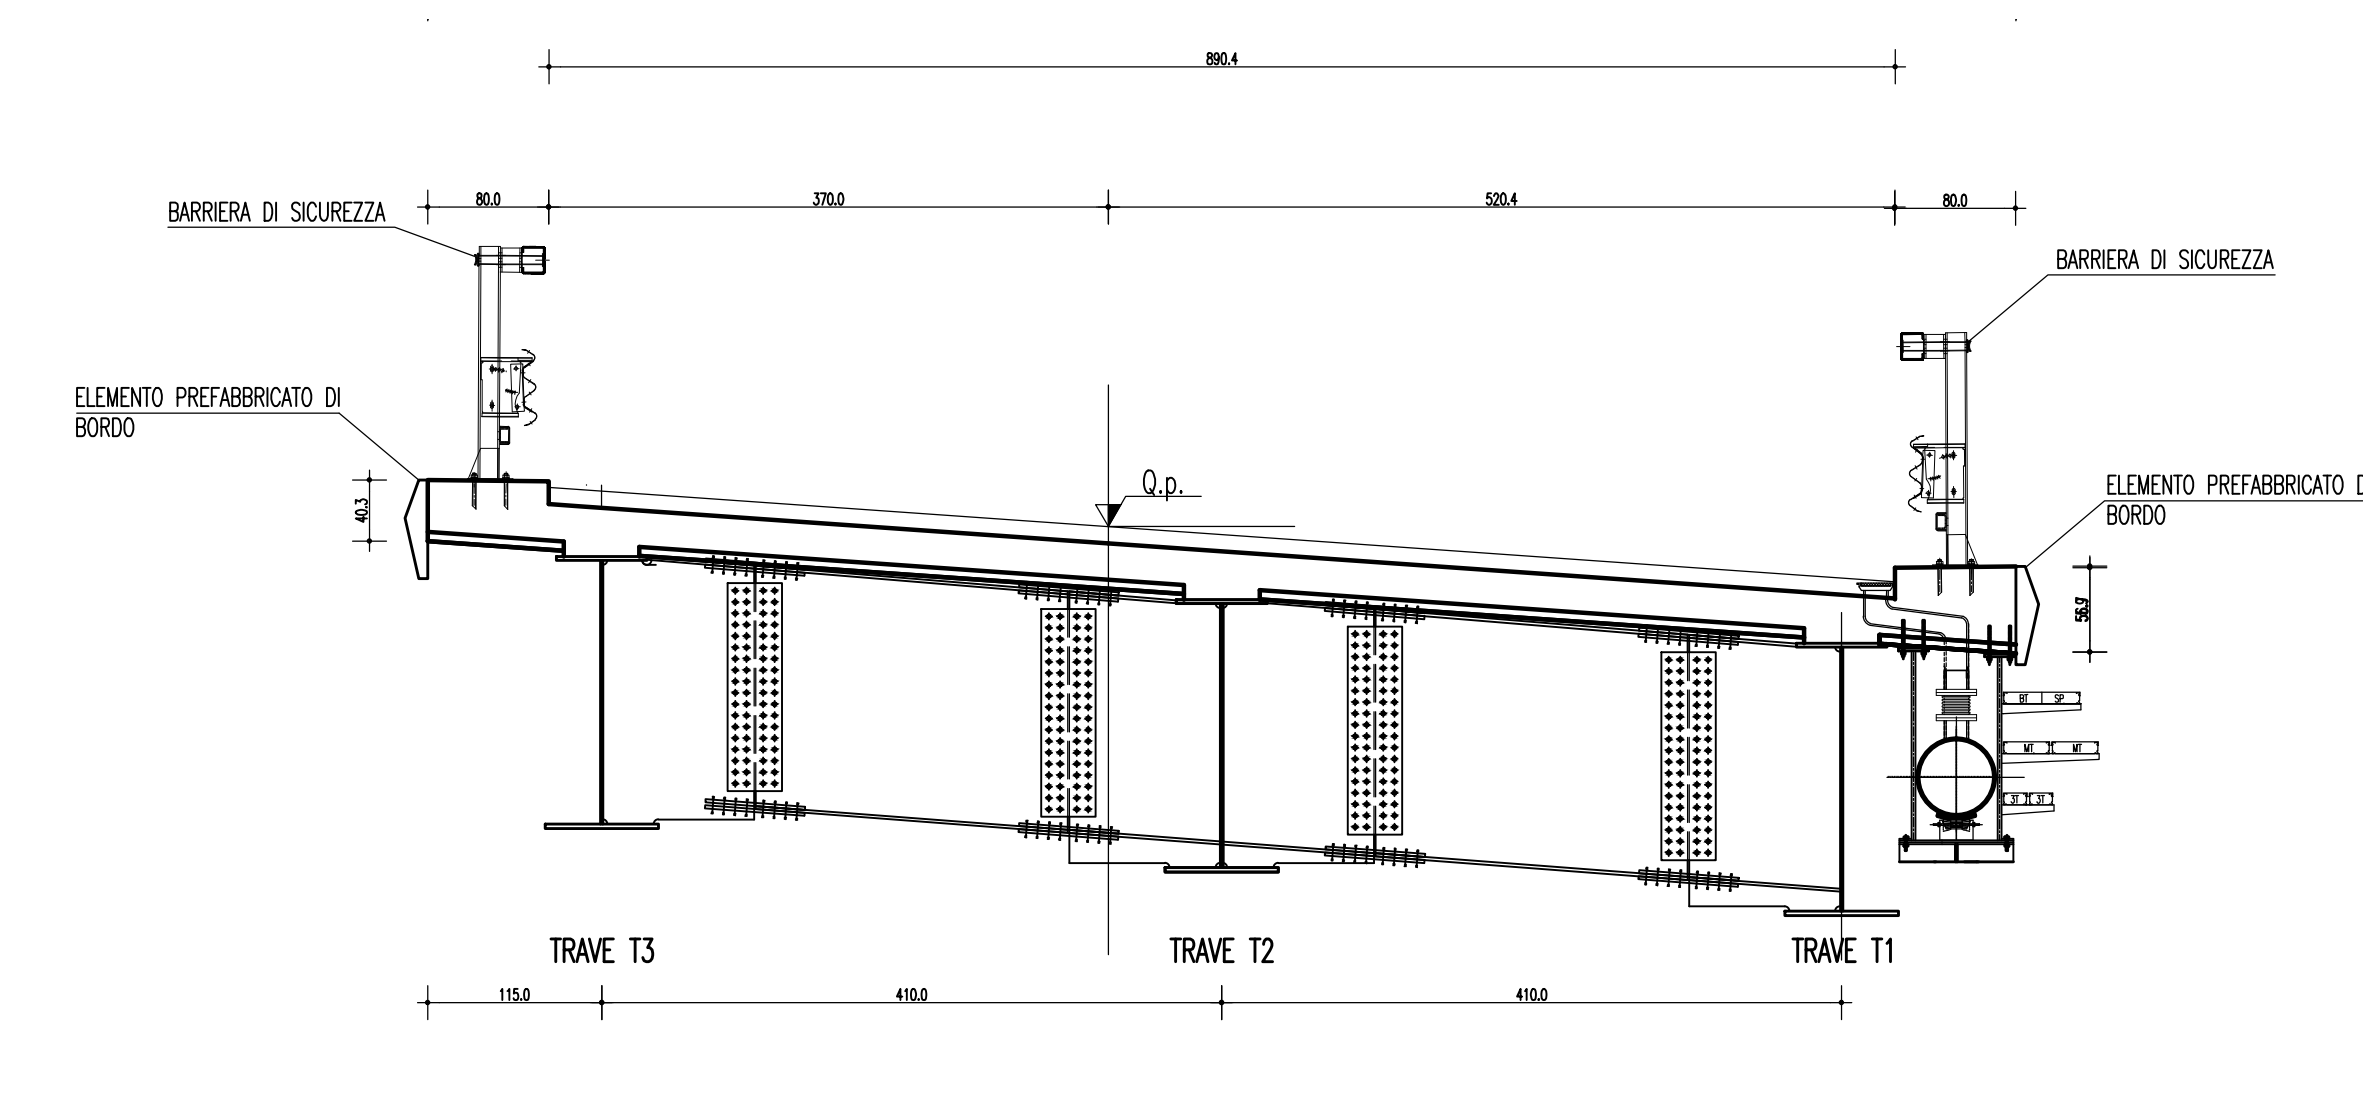 890.4
80.0
370.0
520.4
80.0
BARRIERA DI SICUREZZA
BARRIERA DI SICUREZZA
ELEMENTO PREFABBRICATO DI
BORDO
Q.p.
ELEMENTO PREFABBRICATO D
BORDO
40.3
56.9
BT SP
MT MT
3T 3T
TRAVE T3
TRAVE T2
TRAVE T1
115.0
410.0
410.0